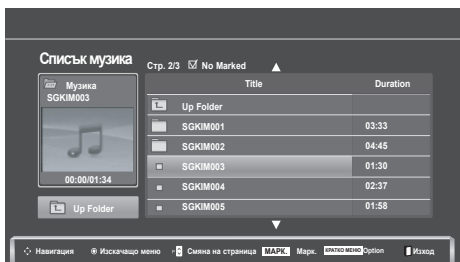 Списък музика
Стр. 2/3 No Marked
Музика
SGKIM003
00:00/01:34
Up Folder
Title Duration
Up Folder
SGKIM001 03:33
SGKIM002 04:45
SGKIM003 01:30
SGKIM004 02:37
SGKIM005 01:58
Навигация Изскачащо меню Смяна на страница МАРК. Марк. КРАТКО МЕНЮ Option Изход